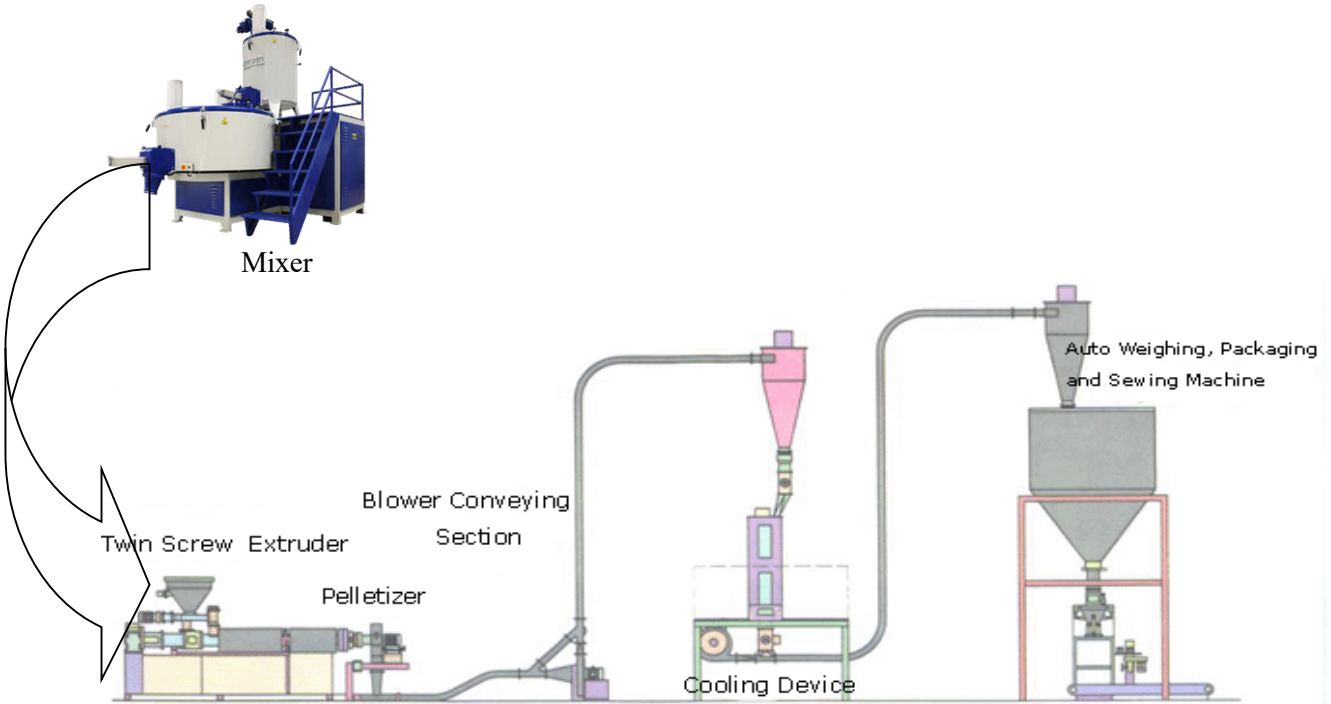 Mixer
Auto Weighing, Packaging
and Sewing Machine
Blower Conveying
Section
Twin Screw Extruder
Pelletizer
Cooling Device